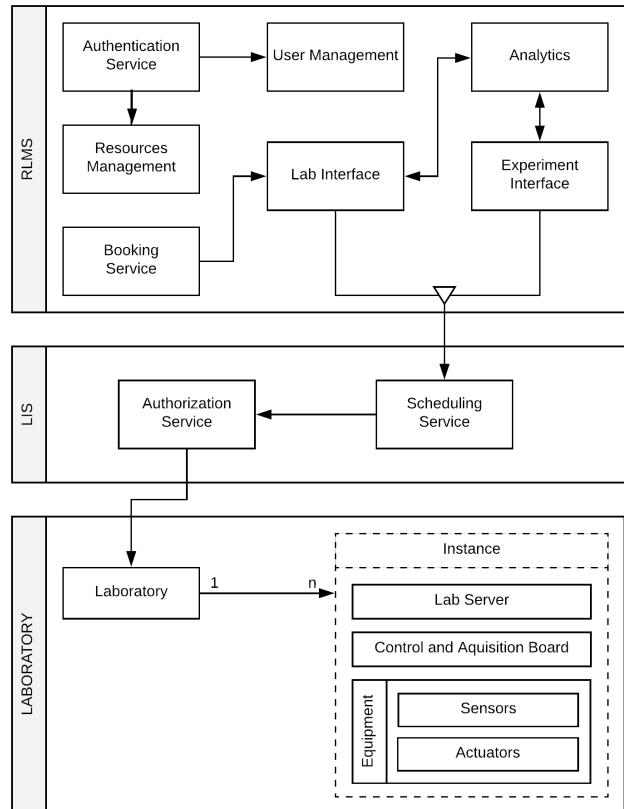 RLMS
Authentication
Service
User Management
Analytics
Resources
Management
Lab Interface
Experiment
Interface
Booking
Service
LIS
Authorization
Service
Scheduling
Service
LABORATORY
Laboratory
1
n
Instance
Lab Server
Control and Aquisition Board
Equipment
Sensors
Actuators